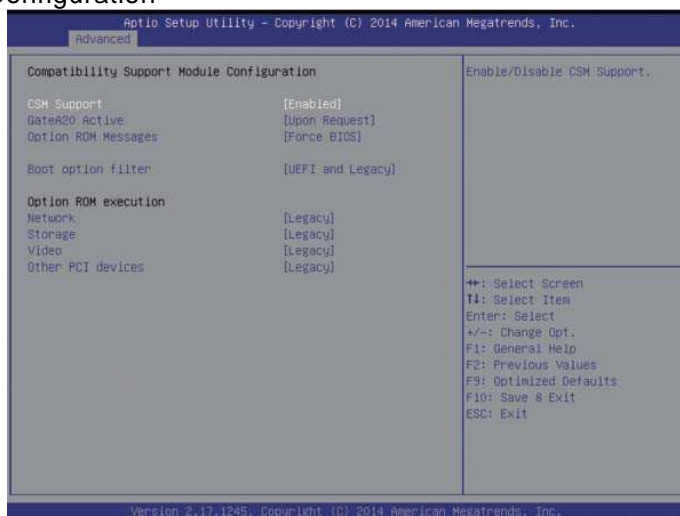 Aptio Setup Utility – Copyright (C) 2014 American Megatrends, Inc.
Advanced
Compatibility Support Module Configuration
CSM Support [Enabled]
GateA20 Active [Upon Request]
Option ROM Messages [Force BIOS]
Boot option filter [UEFI and Legacy]
Option ROM execution
Network [Legacy]
Storage [Legacy]
Video [Legacy]
Other PCI devices [Legacy]
Enable/Disable CSM Support.
→←: Select Screen
↑↓: Select Item
Enter: Select
+/-: Change Opt.
F1: General Help
F2: Previous Values
F9: Optimized Defaults
F10: Save & Exit
ESC: Exit
Version 2.17.1245. Copyright (C) 2014 American Megatrends, Inc.